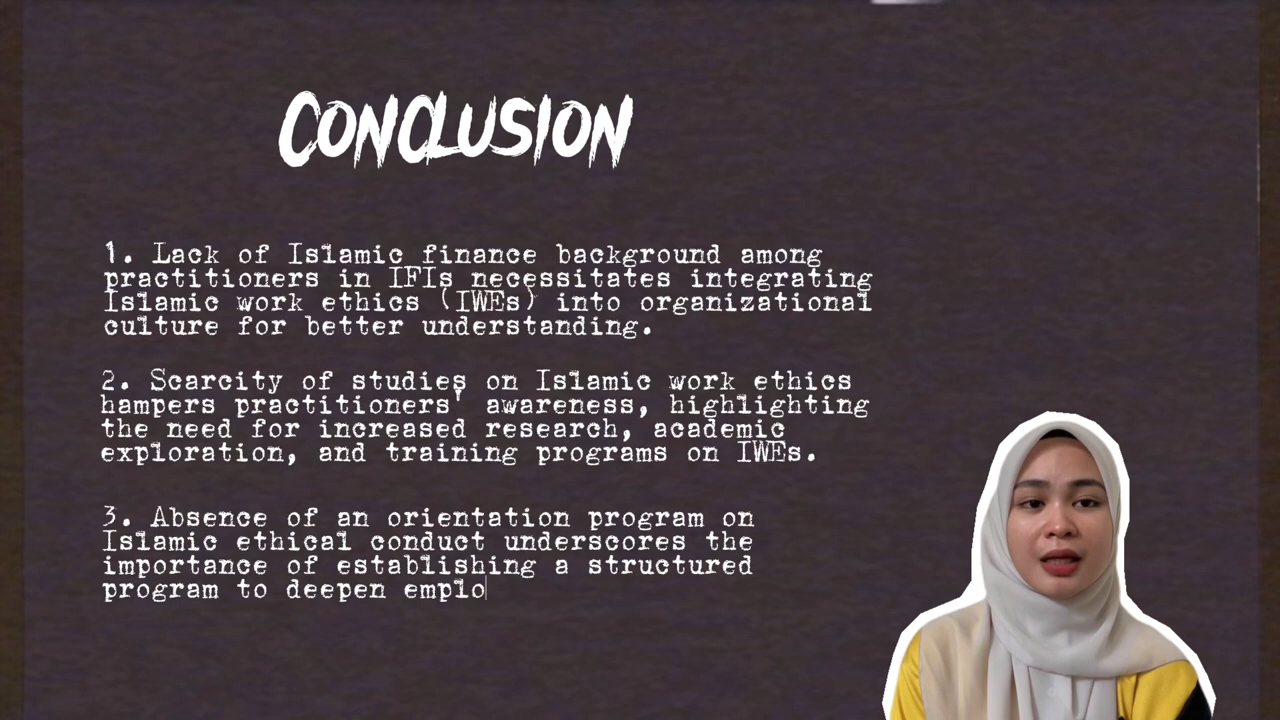 CONCLUSION
1. Lack of Islamic finance background among
practitioners in IFIs necessitates integrating
Islamic work ethics (IWEs) into organizational
culture for better understanding.
2. Scarcity of studies on Islamic work ethics
hampers practitioners' awareness, highlighting
the need for increased research, academic
exploration, and training programs on IWEs.
3. Absence of an orientation program on
Islamic ethical conduct underscores the
importance of establishing a structured
program to deepen emplo